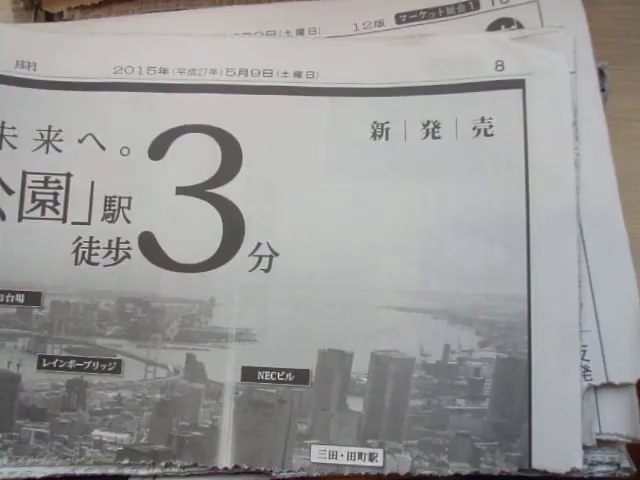 12版 マーケット総合1
聞 2015年(平成27年)5月9日(土曜日) 8
未来へ。
新|発|売
公園」駅
徒歩3分
台場
レインボーブリッジ
NECビル
三田・田町駅
反発